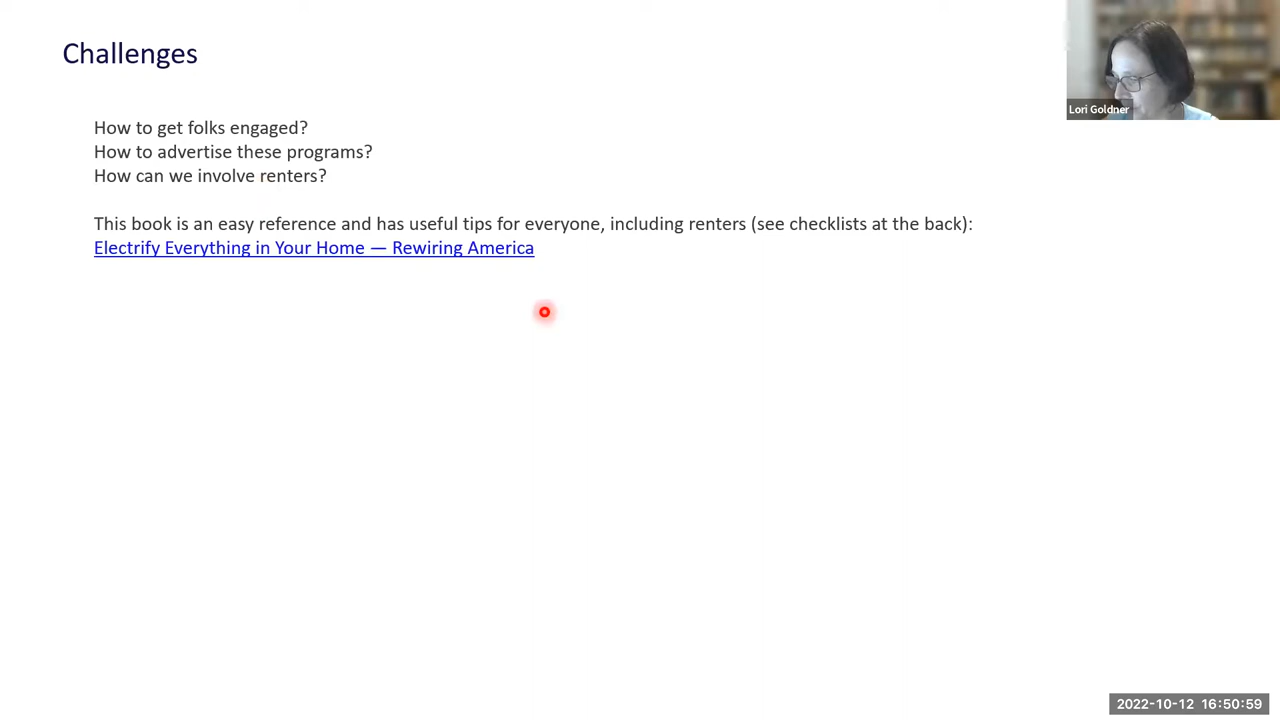 Challenges
Lori Goldner
How to get folks engaged?
How to advertise these programs?
How can we involve renters?
This book is an easy reference and has useful tips for everyone, including renters (see checklists at the back):
Electrify Everything in Your Home — Rewiring America
2022-10-12 16:50:59